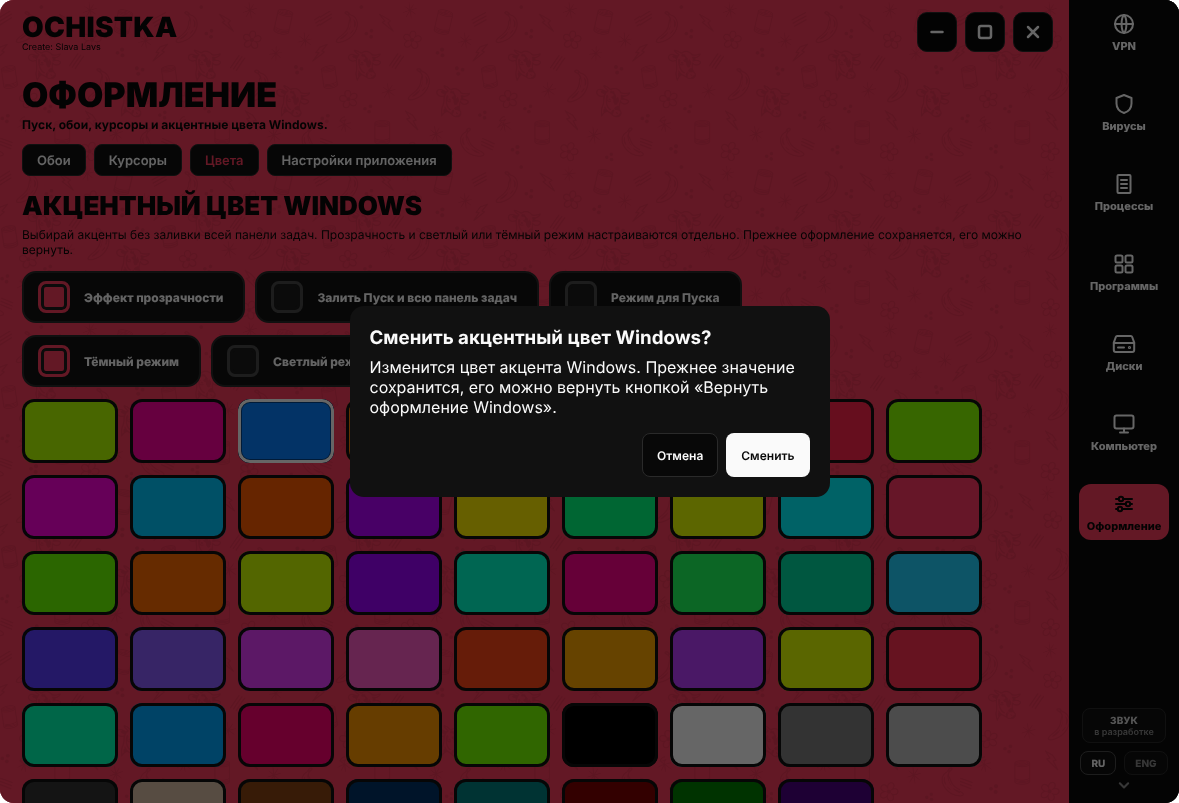 OCHISTKA
Create: Slava Lavs
ОФОРМЛЕНИЕ
Пуск, обои, курсоры и акцентные цвета Windows.
Обои
Курсоры
Цвета
Настройки приложения
АКЦЕНТНЫЙ ЦВЕТ WINDOWS
Выбирай акценты без заливки всей панели задач. Прозрачность и светлый или тёмный режим настраиваются отдельно. Прежнее оформление сохраняется, его можно
вернуть.
Эффект прозрачности
Залить Пуск и всю панель задач
Режим для Пуска
Тёмный режим
Светлый реж
Сменить акцентный цвет Windows?
Изменится цвет акцента Windows. Прежнее значение
сохранится, его можно вернуть кнопкой «Вернуть
оформление Windows».
Отмена
Сменить
VPN
Вирусы
Процессы
Программы
Диски
Компьютер
Оформление
ЗВУК
в разработке
RU
ENG